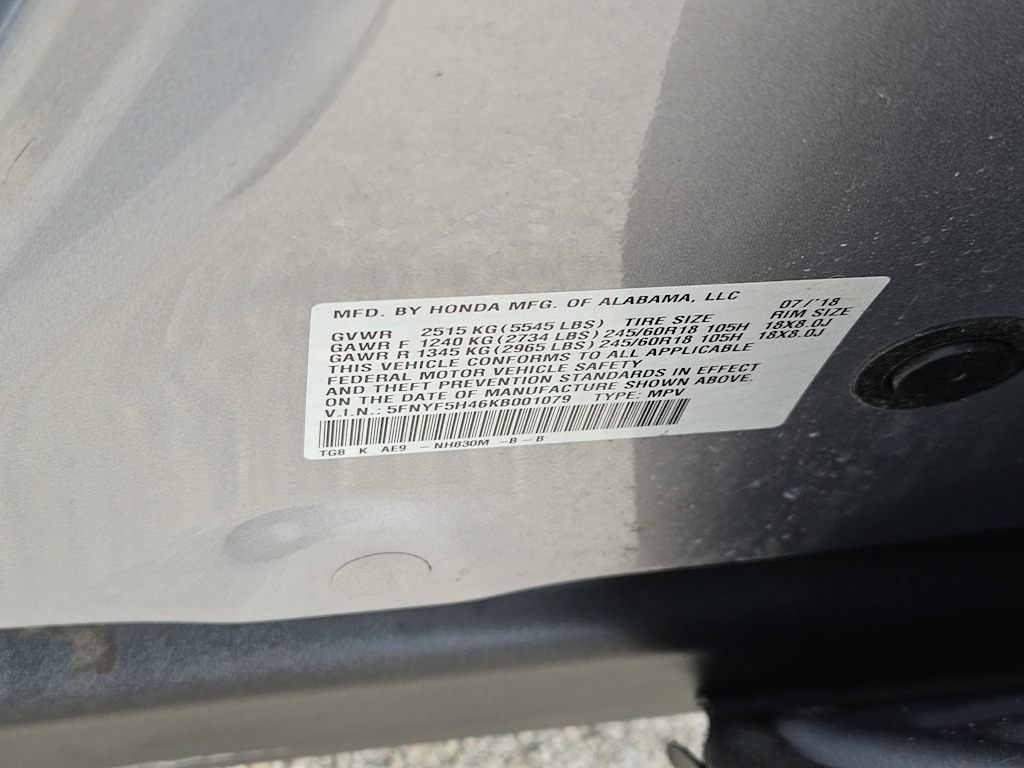 MFD. BY HONDA MFG. OF ALABAMA, LLC 07/'18
GVWR 2515 KG (5545 LBS) TIRE SIZE RIM SIZE
GAWR F 1240 KG (2734 LBS) 245/60R18 105H 18X8.0J
GAWR R 1345 KG (2965 LBS) 245/60R18 105H 18X8.0J
THIS VEHICLE CONFORMS TO ALL APPLICABLE
FEDERAL MOTOR VEHICLE SAFETY
AND THEFT PREVENTION STANDARDS IN EFFECT
ON THE DATE OF MANUFACTURE SHOWN ABOVE.
V.I.N.: 5FNYF5H46KB001079 TYPE: MPV
TG8 K AE9 -NH830M -B-B